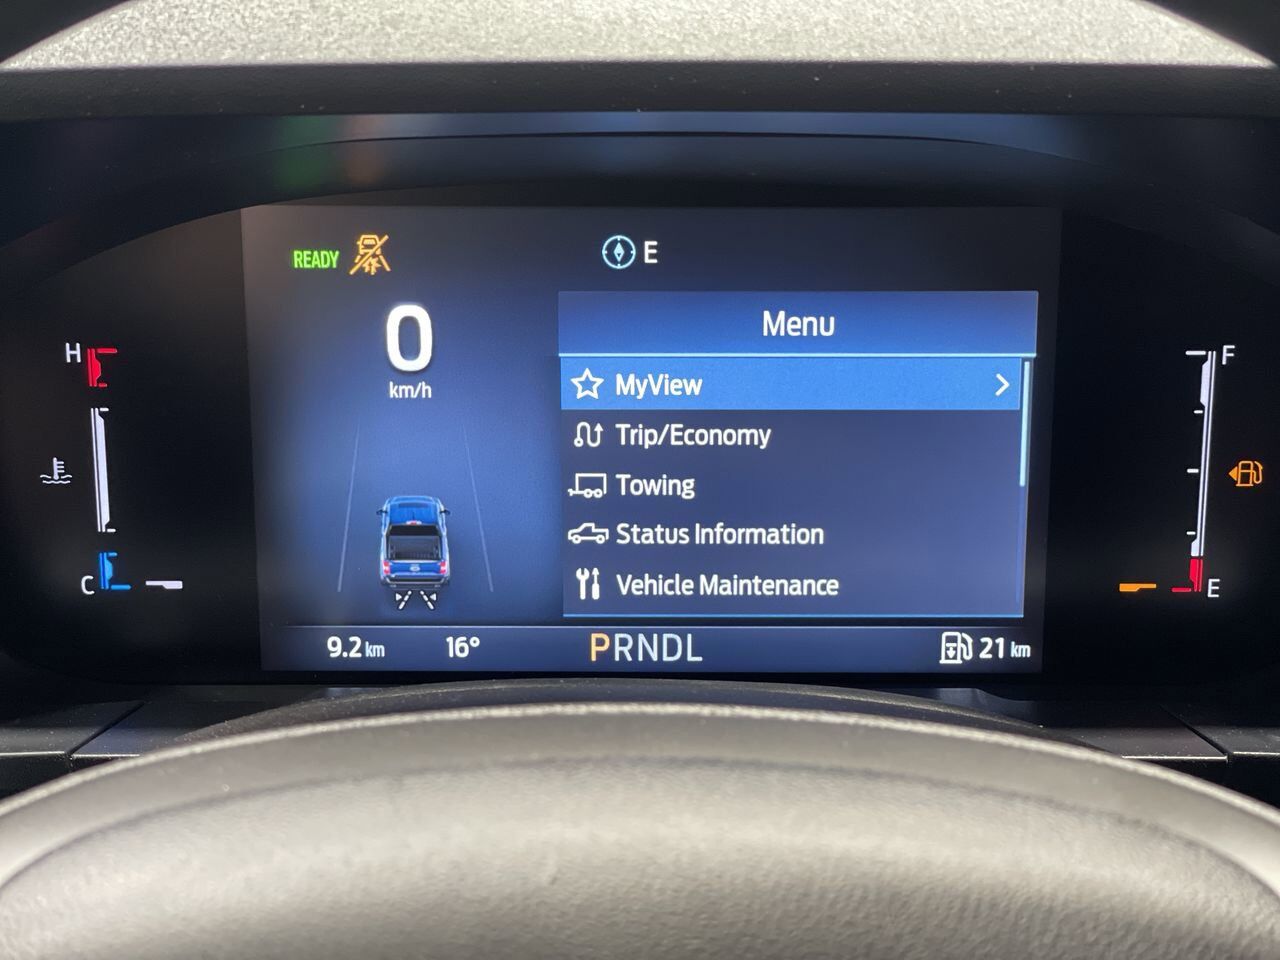 READY
E
0
km/h
Menu
MyView
Trip/Economy
Towing
Status Information
Vehicle Maintenance
H
C
F
E
9.2 km
16°
PRNDL
21 km